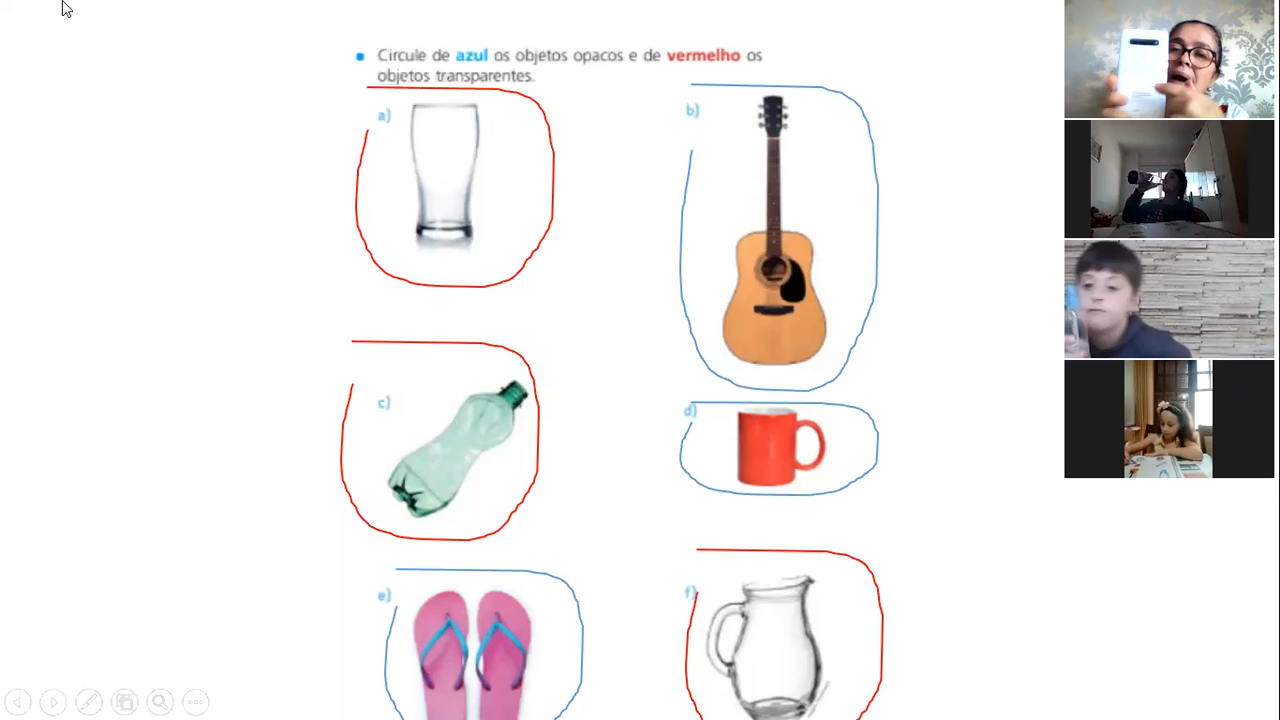 Circule de azul os objetos opacos e de vermelho os
objetos transparentes.
a)
b)
c)
d)
e)
f)